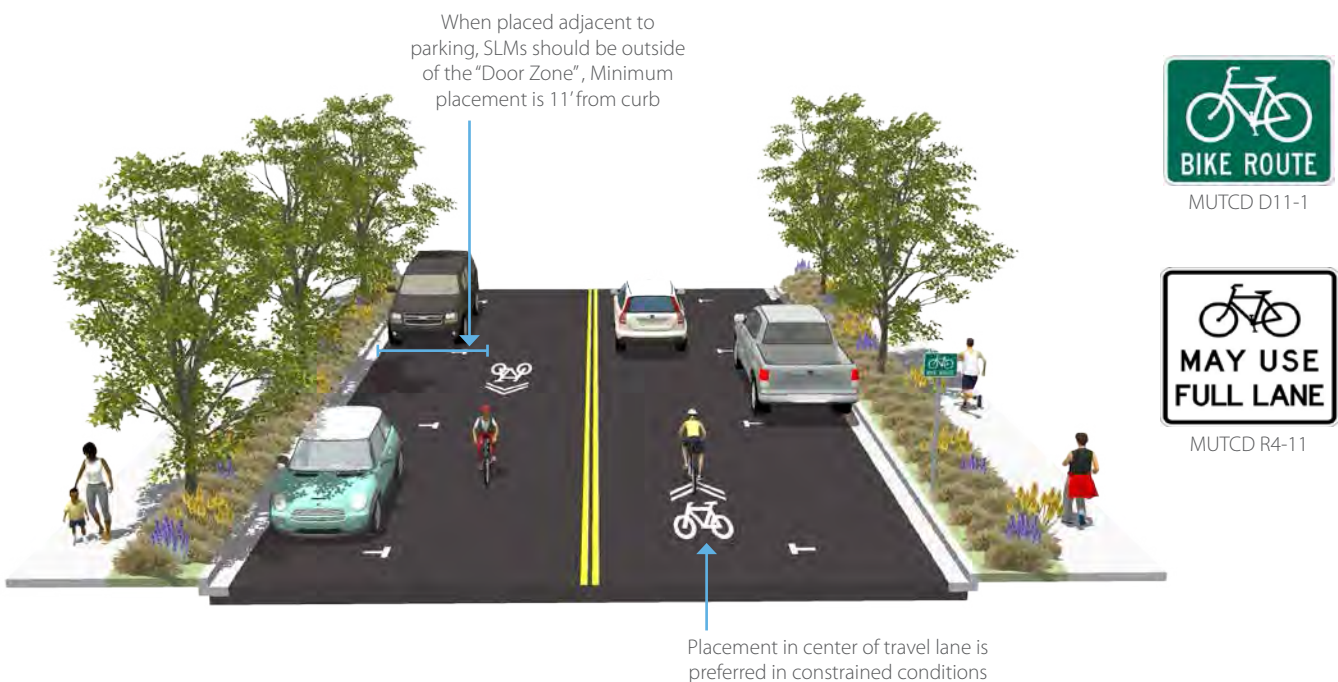 When placed adjacent to
parking, SLMs should be outside
of the “Door Zone” , Minimum
placement is 11’ from curb
BIKE ROUTE
MUTCD D11-1
MAY USE
FULL LANE
MUTCD R4-11
BIKE ROUTE
Placement in center of travel lane is
preferred in constrained conditions